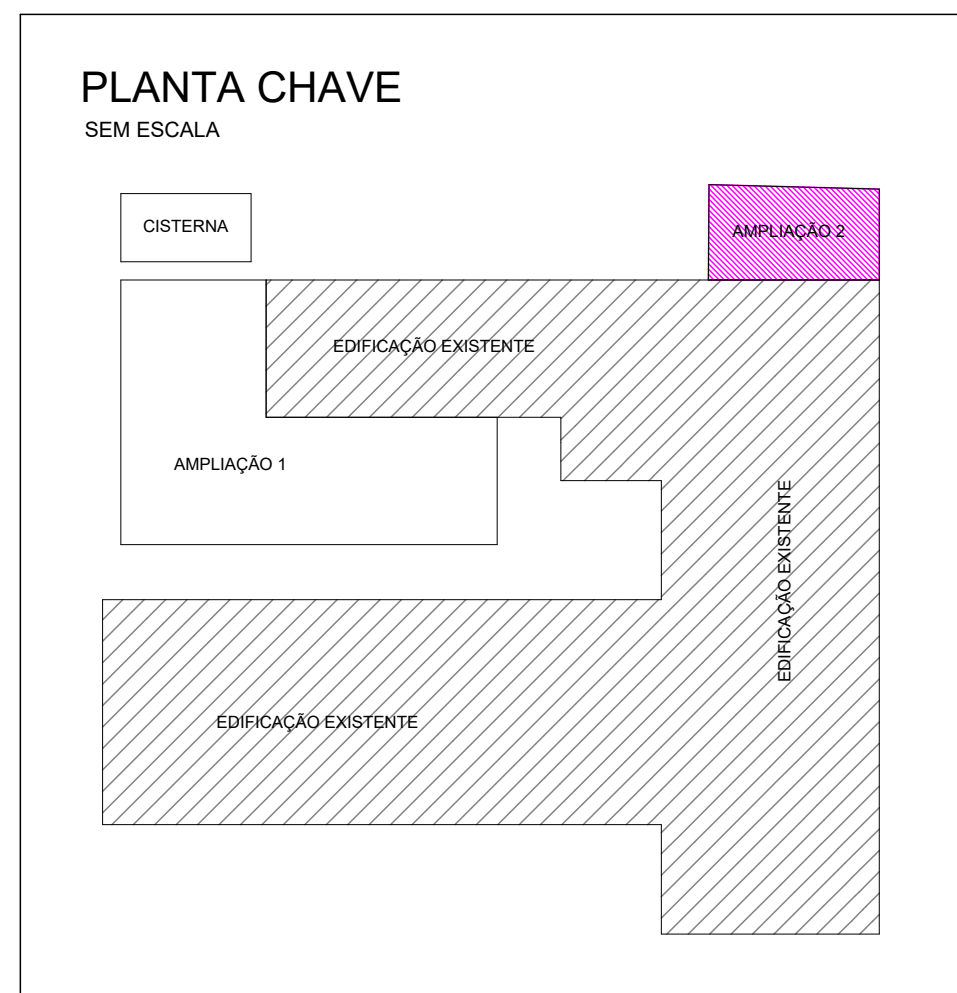 PLANTA CHAVE
SEM ESCALA
CISTERNA
AMPLIAÇÃO 2
EDIFICAÇÃO EXISTENTE
AMPLIAÇÃO 1
EDIFICAÇÃO EXISTENTE
EDIFICAÇÃO EXISTENTE